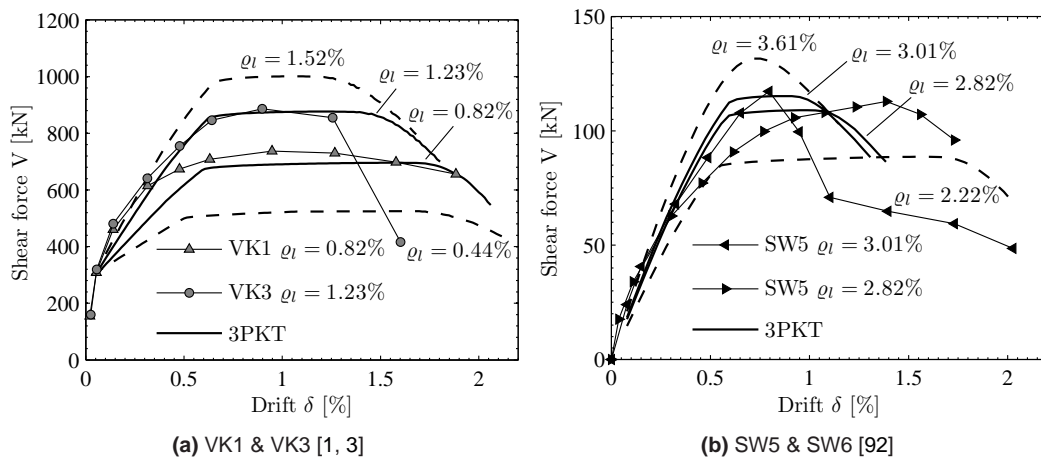 1200
1000
800
600
400
200
0
Shear force V [kN]
0
0.5
1
1.5
2
Drift δ [%]
ϱl = 1.52%
ϱl = 1.23%
ϱl = 0.82%
ϱl = 0.44%
VK1 ϱl = 0.82%
VK3 ϱl = 1.23%
3PKT
(a) VK1 & VK3 [1, 3]
150
100
50
0
Shear force V [kN]
0
0.5
1
1.5
2
Drift δ [%]
ϱl = 3.61%
ϱl = 3.01%
ϱl = 2.82%
ϱl = 2.22%
SW5 ϱl = 3.01%
SW5 ϱl = 2.82%
3PKT
(b) SW5 & SW6 [92]